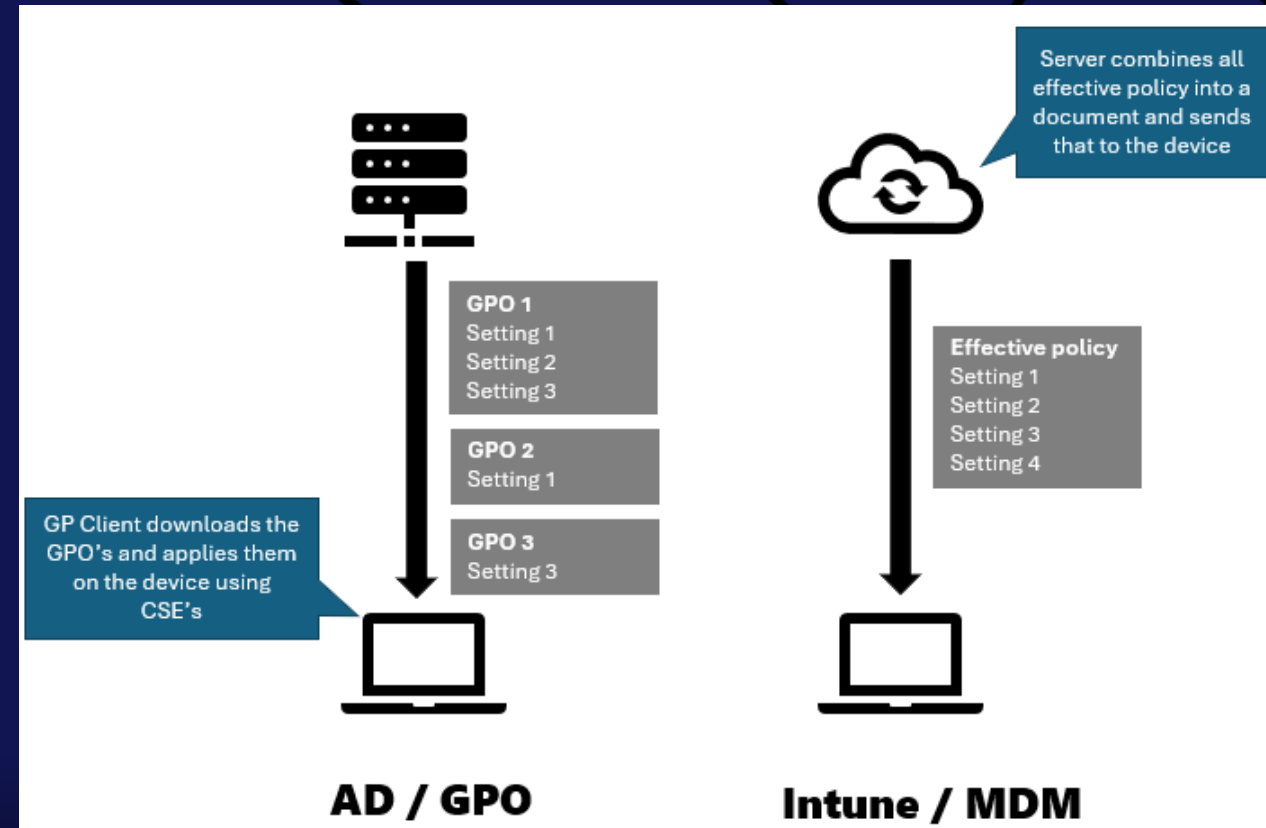 Server combines all
effective policy into a
document and sends
that to the device
GPO 1
Setting 1
Setting 2
Setting 3
GPO 2
Setting 1
GPO 3
Setting 3
GP Client downloads the
GPO's and applies them
on the device using
CSE's
Effective policy
Setting 1
Setting 2
Setting 3
Setting 4
AD / GPO
Intune / MDM